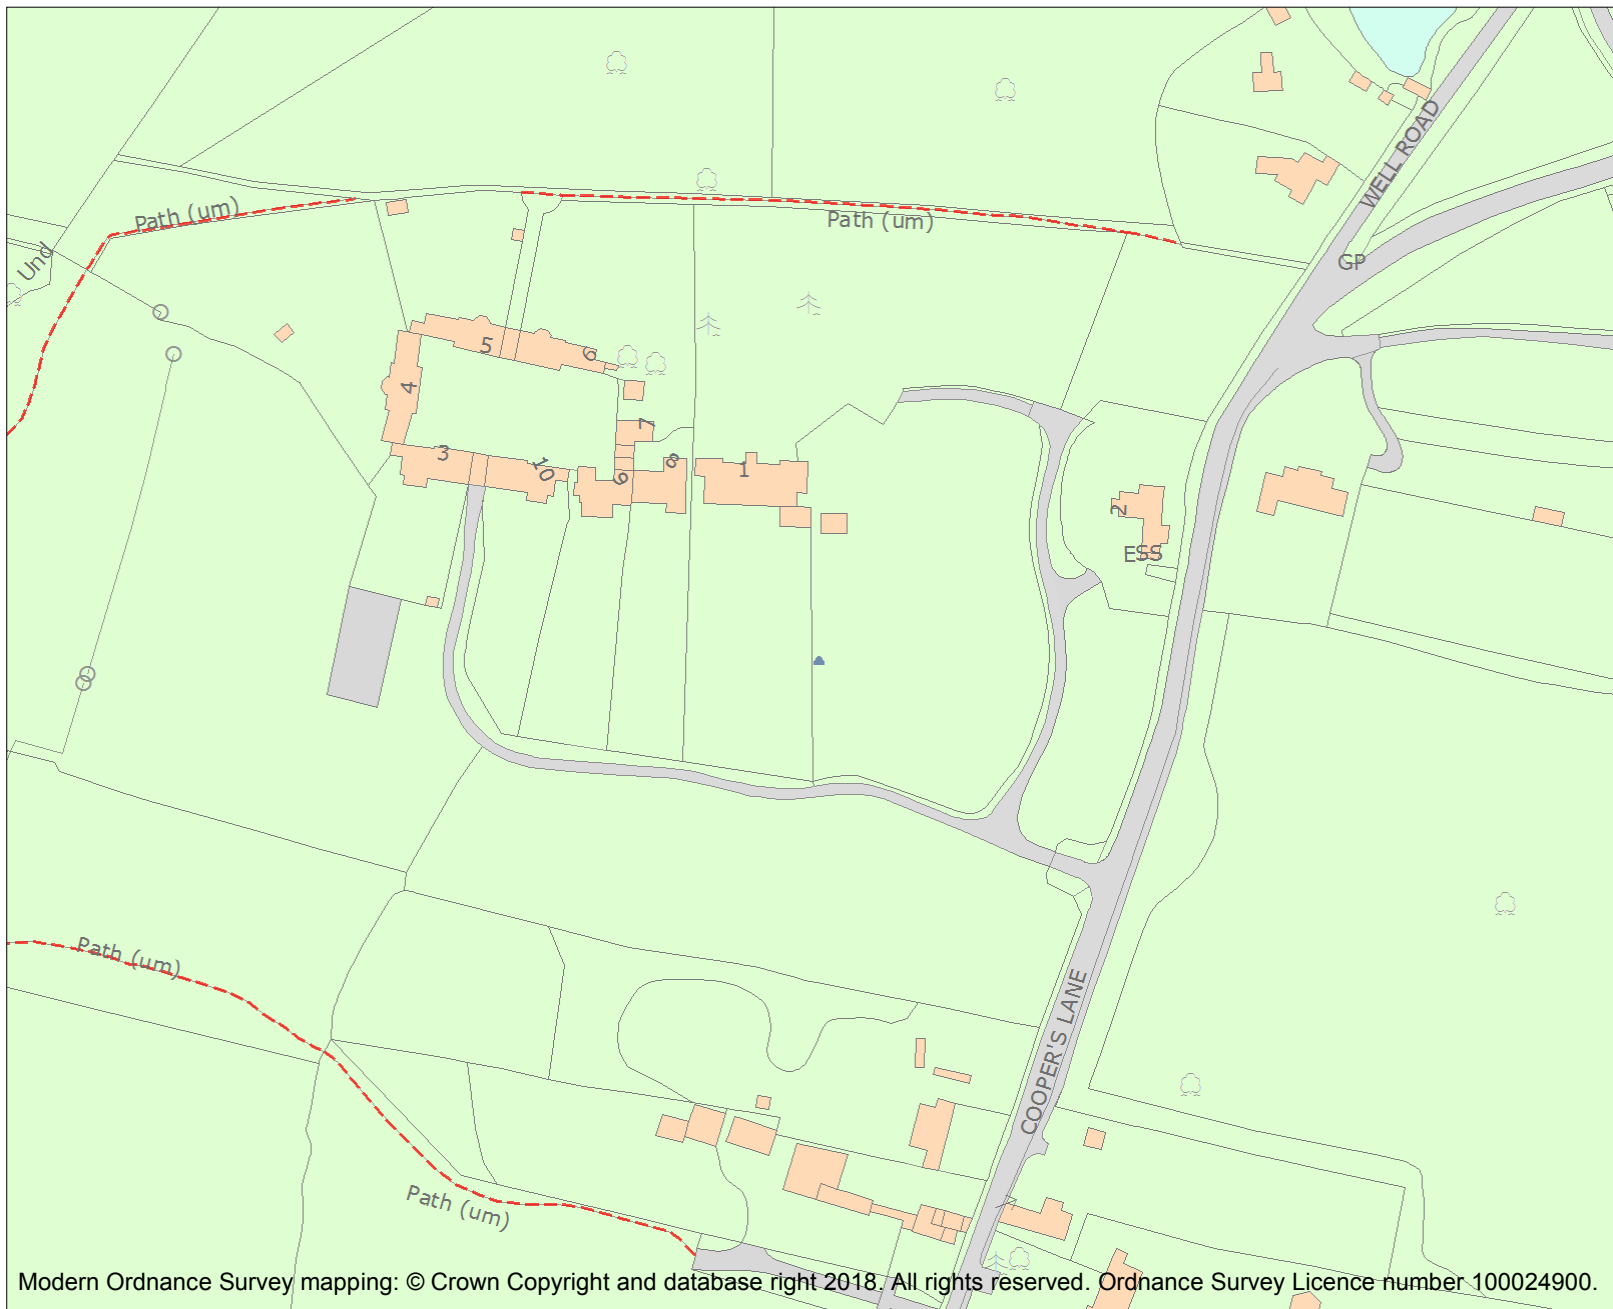 WELL ROAD
Path (um)
Path (um)
Und
GP
5
6
4
7
3
10
9
8
1
2
ESS
Path (um)
COOPER'S LANE
Path (um)
Modern Ordnance Survey mapping: © Crown Copyright and database right 2018. All rights reserved. Ordnance Survey Licence number 100024900.